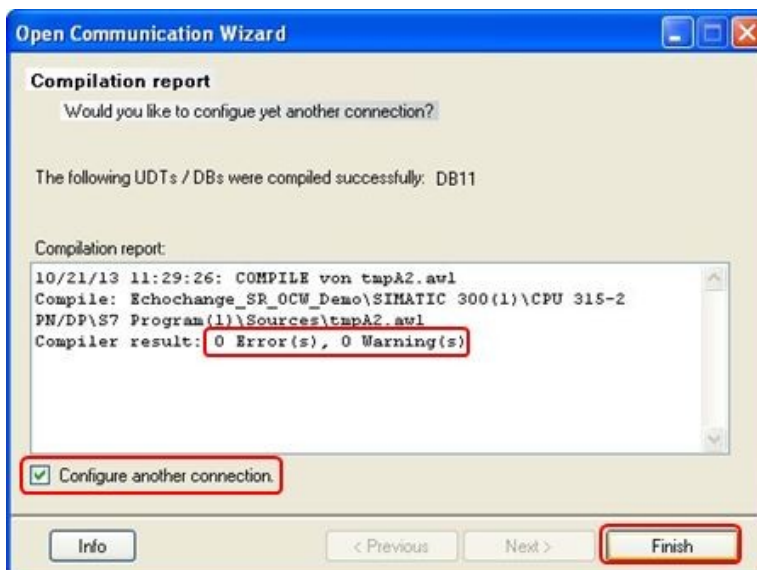 Open Communication Wizard
Compilation report
Would you like to configue yet another connection?
The following UDTs / DBs were compiled successfully: DB11
Compilation report:
10/21/13 11:29:26: COMPILE von tmpA2.awl
Compile: Echochange_SR_OCW_Demo\SIMATIC 300(1)\CPU 315-2
PN/DP\S7 Program(1)\Sources\tmpA2.awl
Compiler result: 0 Error(s), 0 Warning(s)
Configure another connection.
Info < Previous Next > Finish